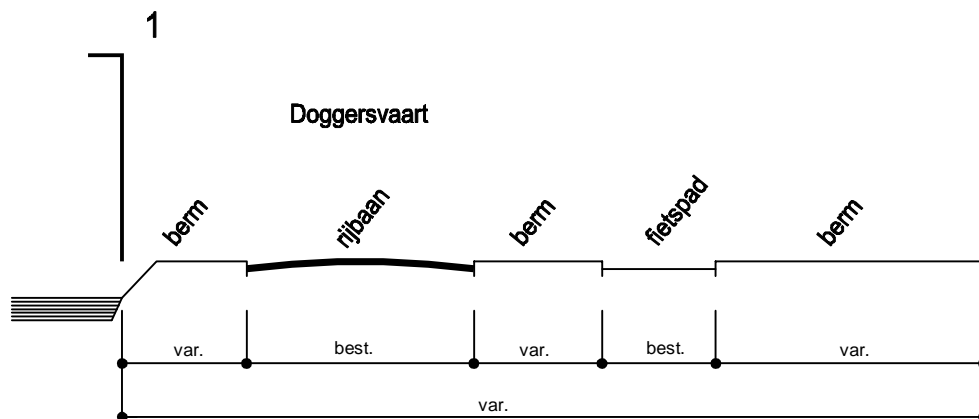 1
Doggersvaart
berm rijbaan berm fietspad berm
var. best. var. best. var.
var.